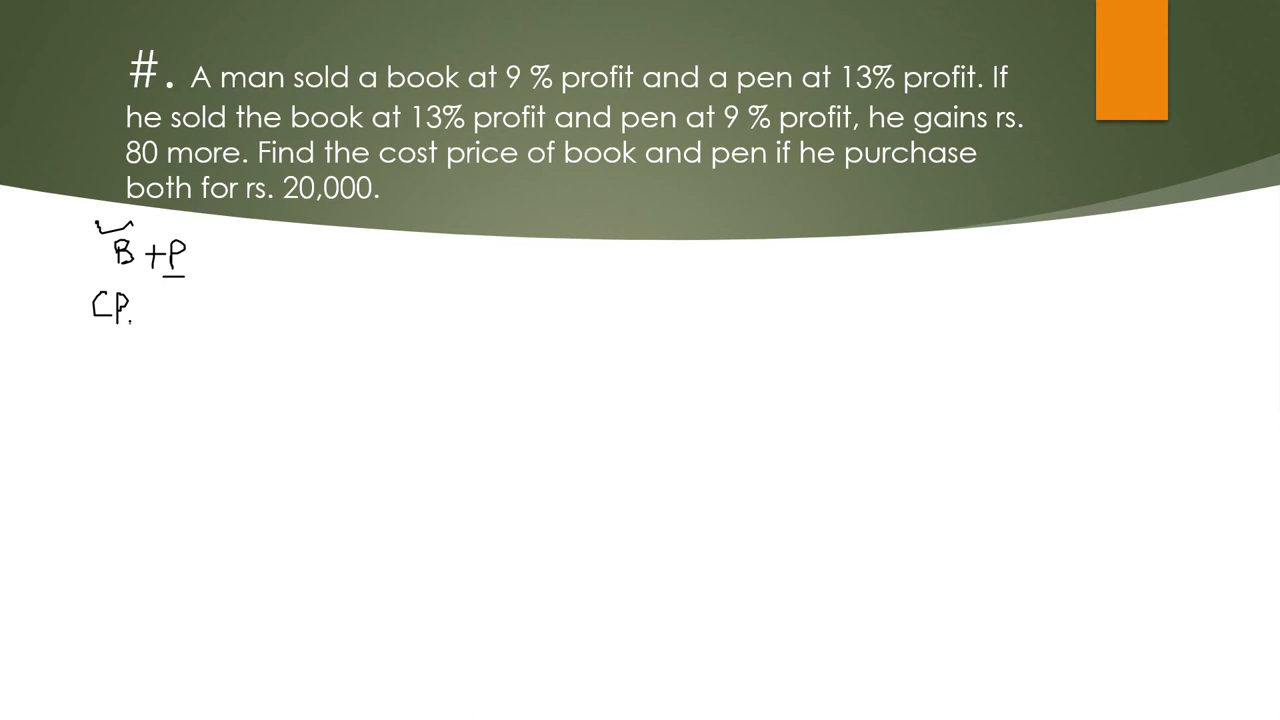 #. A man sold a book at 9 % profit and a pen at 13% profit. If
he sold the book at 13% profit and pen at 9 % profit, he gains rs.
80 more. Find the cost price of book and pen if he purchase
both for rs. 20,000.
B + P
CP.